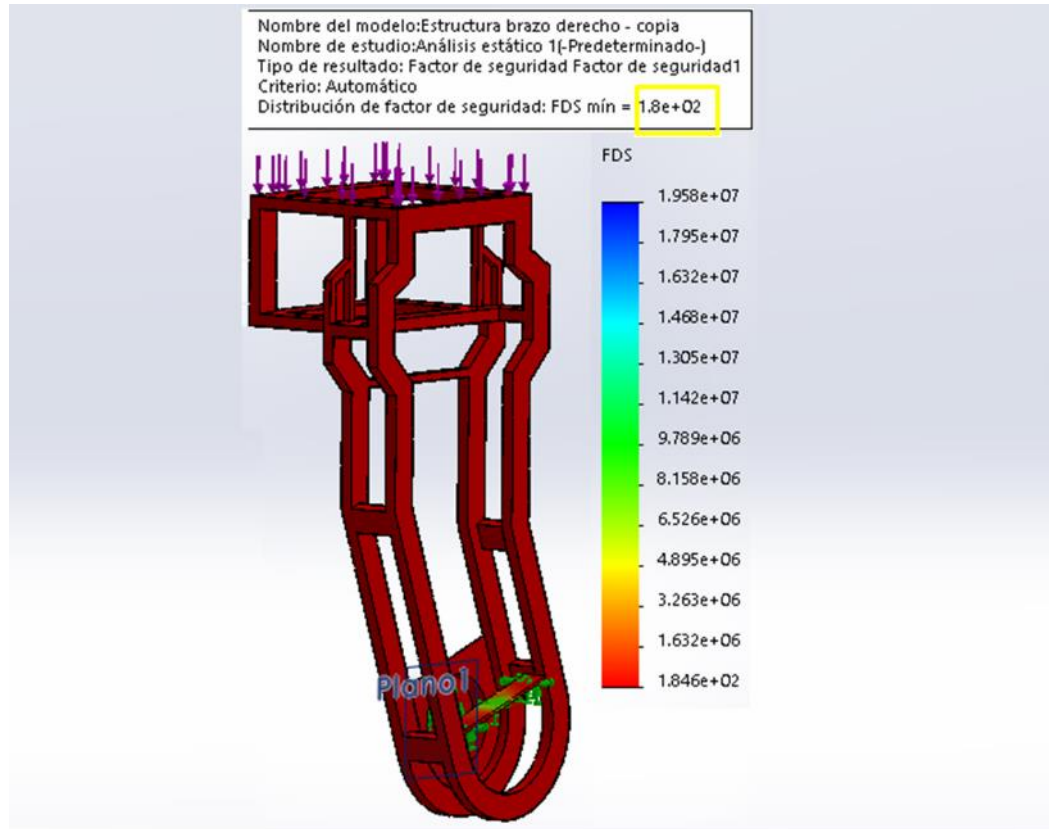 Nombre del modelo:Estructura brazo derecho - copia
Nombre de estudio:Análisis estático 1(-Predeterminado-)
Tipo de resultado: Factor de seguridad Factor de seguridad1
Criterio: Automático
Distribución de factor de seguridad: FDS mín = 1.8e+02
FDS
1.958e+07
1.795e+07
1.632e+07
1.468e+07
1.305e+07
1.142e+07
9.789e+06
8.158e+06
6.526e+06
4.895e+06
3.263e+06
1.632e+06
1.846e+02
Plano1